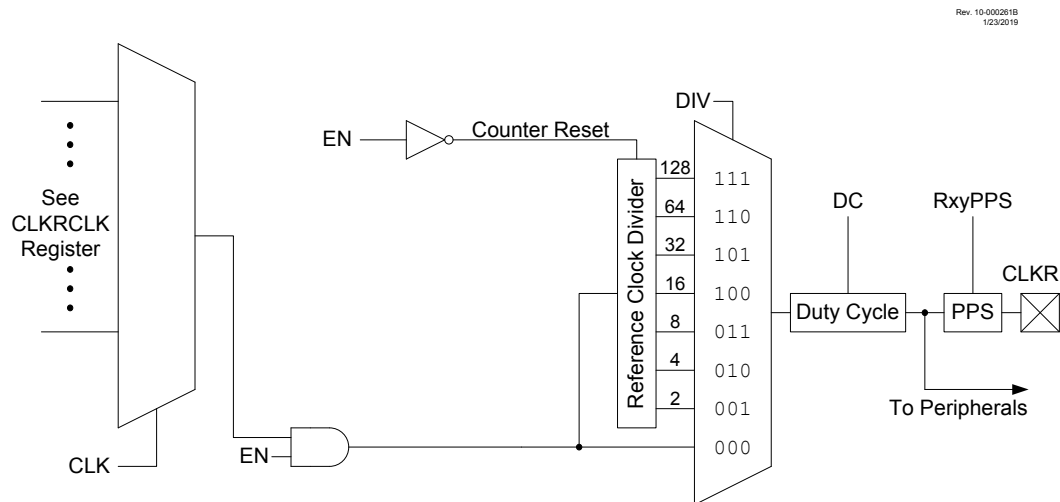 Rev. 10-000261B
1/23/2019
DIV
EN
Counter Reset
See
CLKRCLK
Register
Reference Clock Divider
128
64
32
16
8
4
2
111
110
101
100
011
010
001
000
DC
RxyPPS
CLKR
Duty Cycle
PPS
To Peripherals
EN
CLK